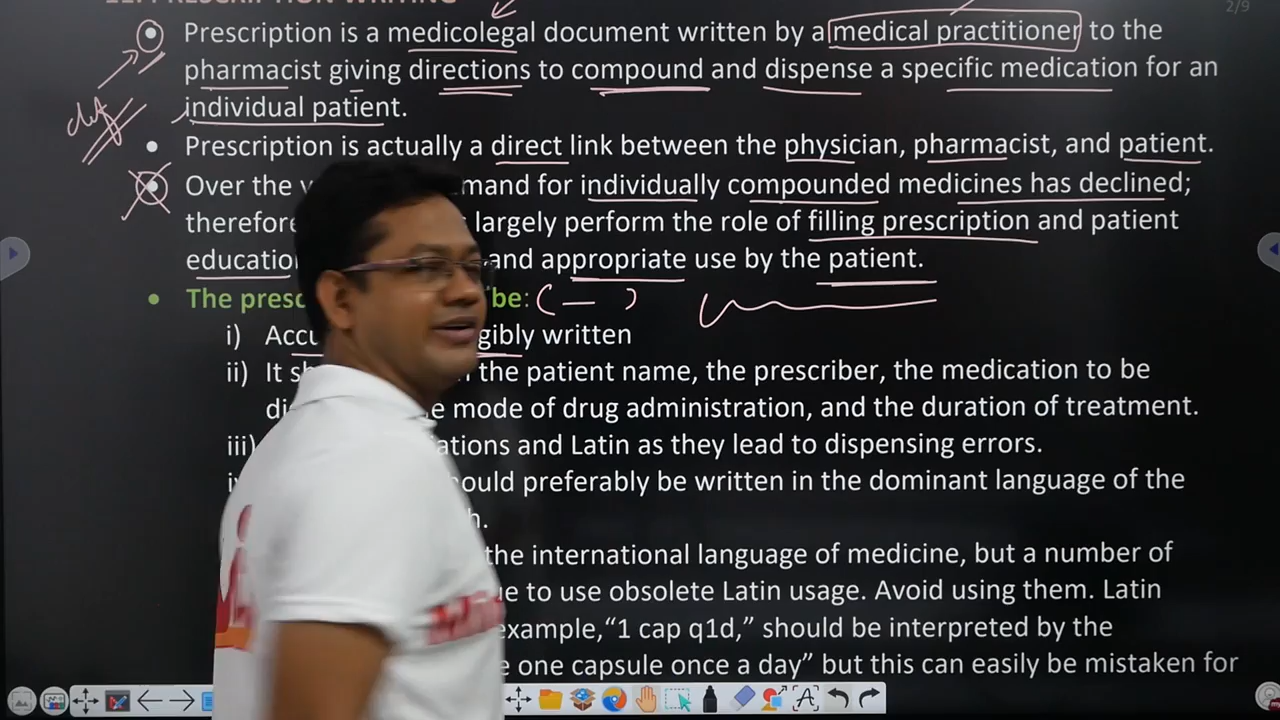 2/9
Prescription is a medicolegal document written by a medical practitioner to the
pharmacist giving directions to compound and dispense a specific medication for an
def individual patient.
Prescription is actually a direct link between the physician, pharmacist, and patient.
Over the mand for individually compounded medicines has declined;
therefore largely perform the role of filling prescription and patient
and appropriate use by the patient.
The be:
i) written
ii) It the patient name, the prescriber, the medication to be
mode of drug administration, and the duration of treatment.
iii) and Latin as they lead to dispensing errors.
preferably be written in the dominant language of the
the international language of medicine, but a number of
to use obsolete Latin usage. Avoid using them. Latin
example,“1 cap q1d,” should be interpreted by the
one capsule once a day” but this can easily be mistaken for